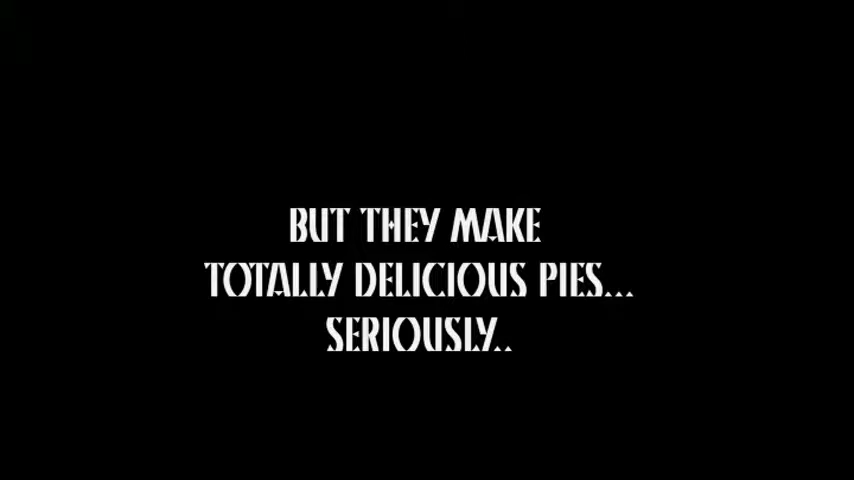 BUT THEY MAKE
TOTALLY DELICIOUS PIES...
SERIOUSLY..